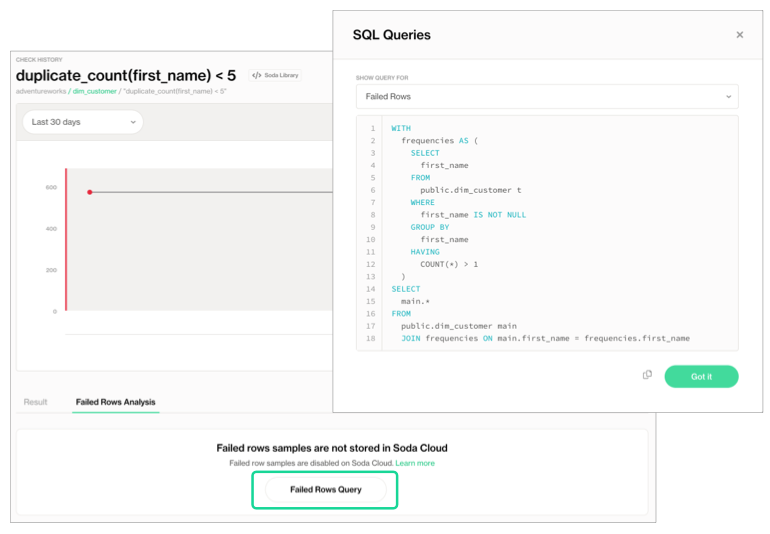 CHECK HISTORY
duplicate_count(first_name) < 5
</> Soda Library
adventureworks / dim_customer / "duplicate_count(first_name) < 5"
Last 30 days
600
400
200
0
Result
Failed Rows Analysis
Failed rows samples are not stored in Soda Cloud
Failed row samples are disabled on Soda Cloud. Learn more
Failed Rows Query
SQL Queries
SHOW QUERY FOR
Failed Rows
1 WITH
2 frequencies AS (
3 SELECT
4 first_name
5 FROM
6 public.dim_customer t
7 WHERE
8 first_name IS NOT NULL
9 GROUP BY
10 first_name
11 HAVING
12 COUNT(*) > 1
13 )
14 SELECT
15 main.*
16 FROM
17 public.dim_customer main
18 JOIN frequencies ON main.first_name = frequencies.first_name
Got it